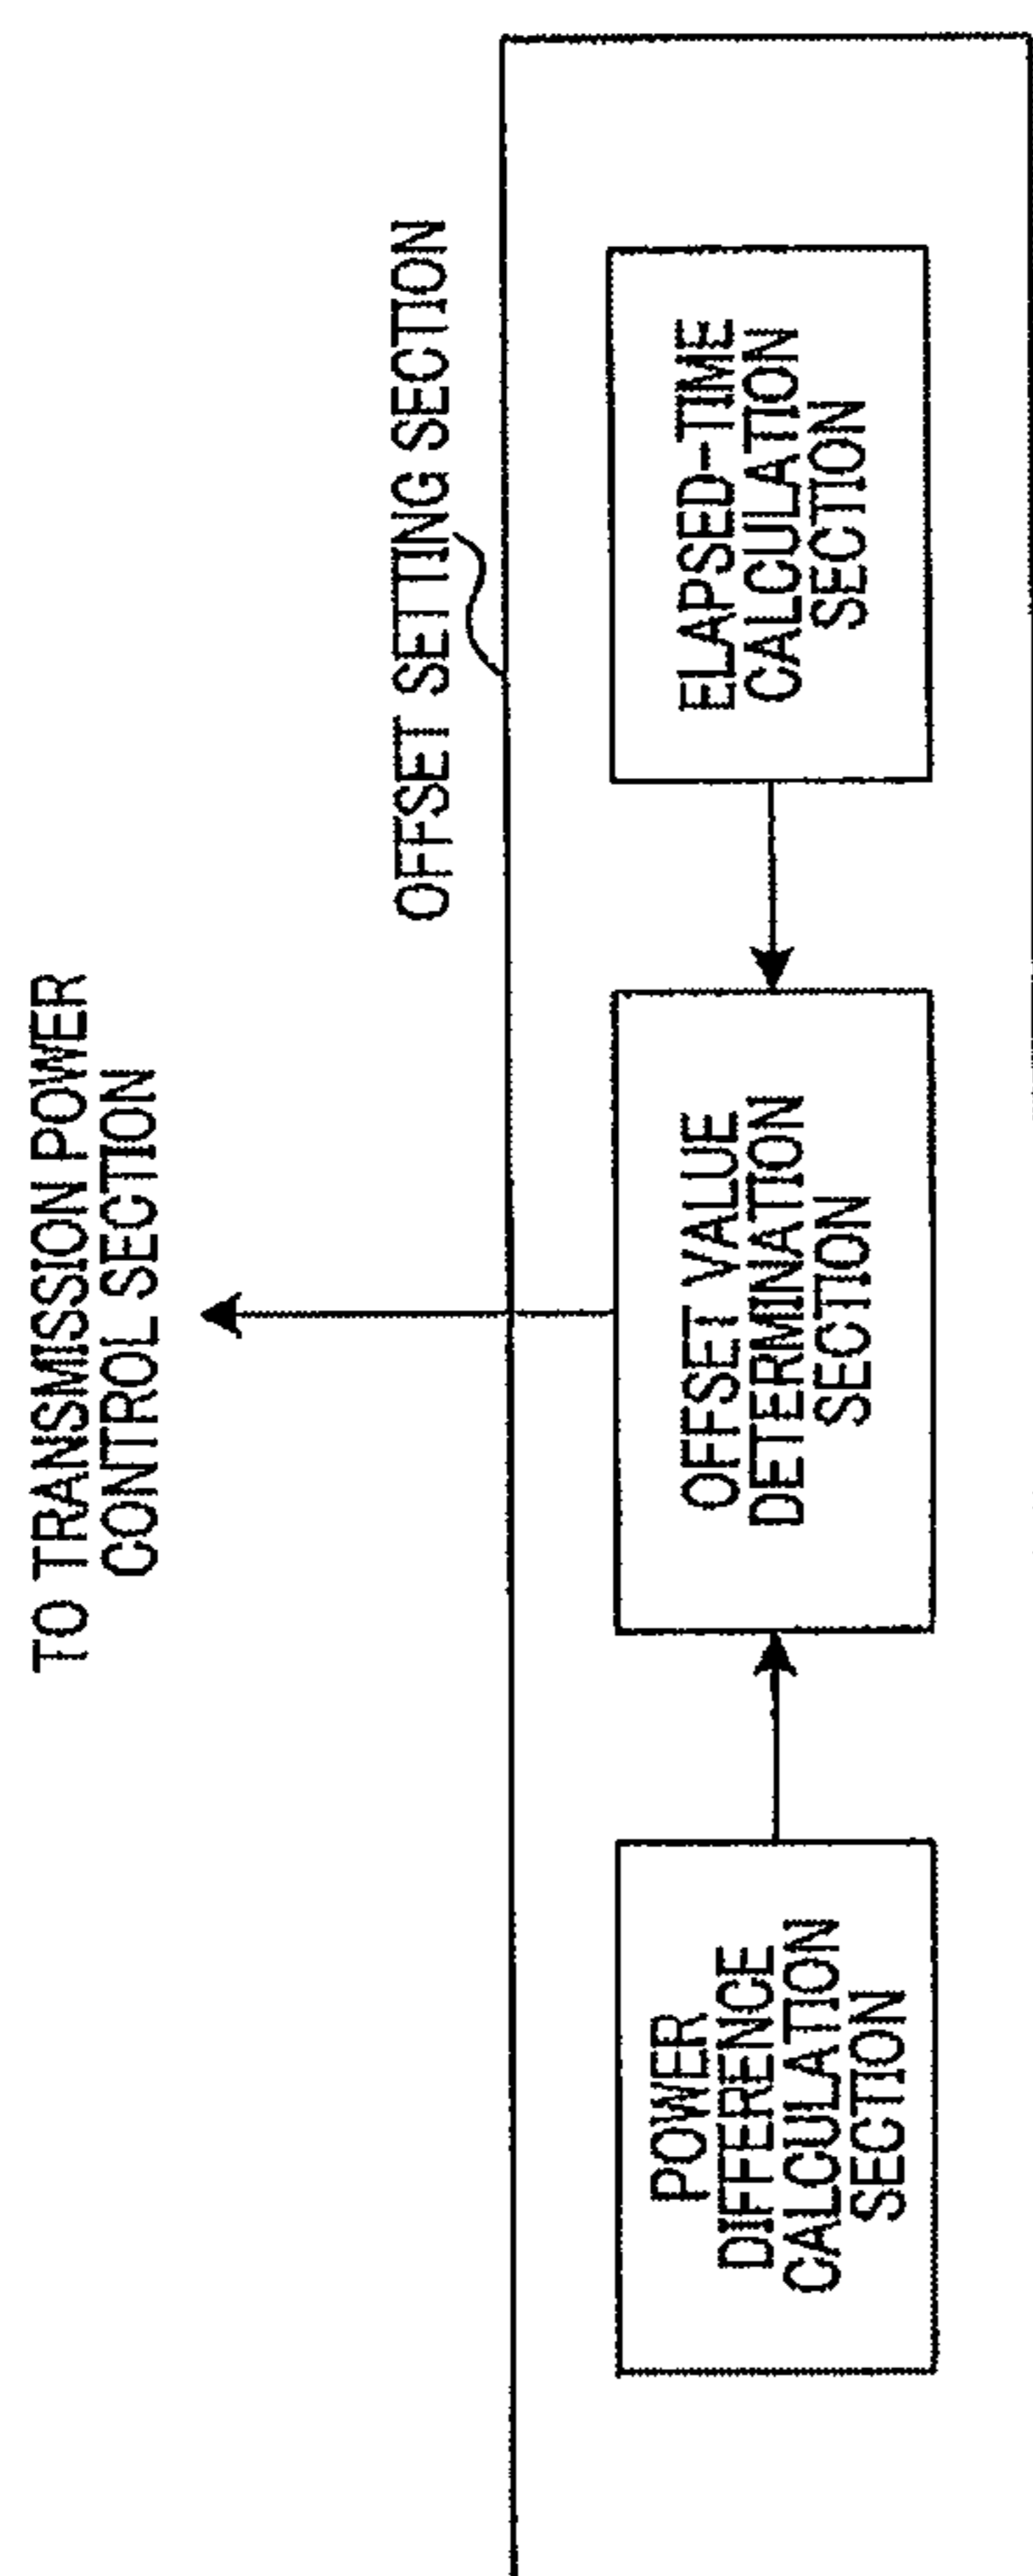 TO TRANSMISSION POWER
CONTROL SECTION
OFFSET SETTING SECTION
POWER
DIFFERENCE
CALCULATION
SECTION
OFFSET VALUE
DETERMINATION
SECTION
ELAPSED-TIME
CALCULATION
SECTION